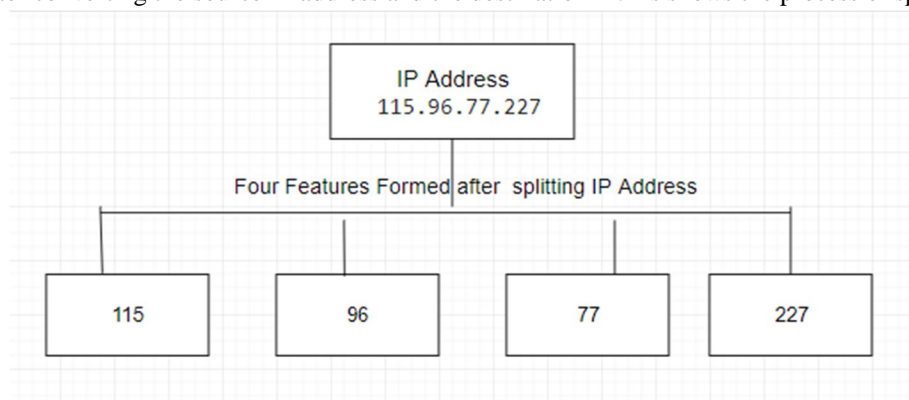 IP Address
115.96.77.227
Four Features Formed after splitting IP Address
115
96
77
227